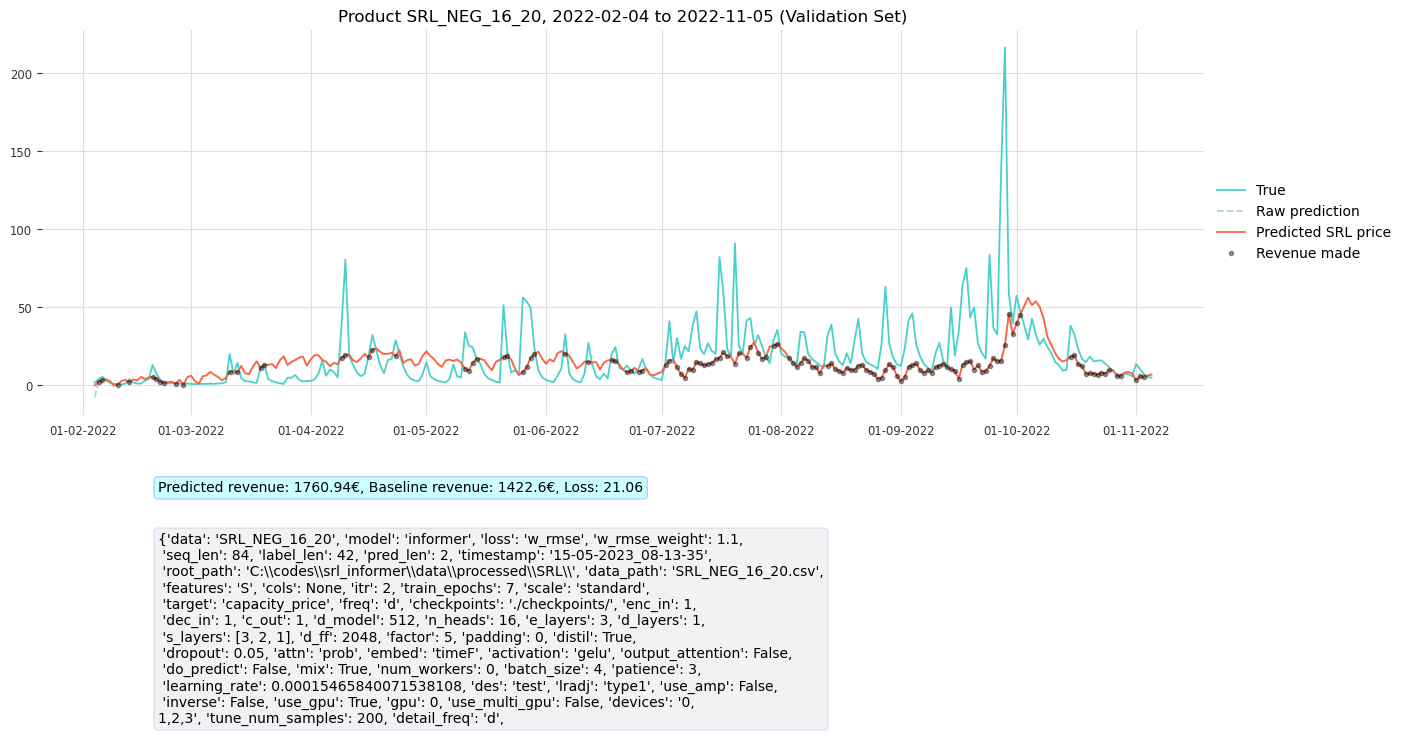 Product SRL_NEG_16_20, 2022-02-04 to 2022-11-05 (Validation Set)
200
150
100
50
0
01-02-2022 01-03-2022 01-04-2022 01-05-2022 01-06-2022 01-07-2022 01-08-2022 01-09-2022 01-10-2022 01-11-2022
True
Raw prediction
Predicted SRL price
Revenue made
Predicted revenue: 1760.94€, Baseline revenue: 1422.6€, Loss: 21.06
{'data': 'SRL_NEG_16_20', 'model': 'informer', 'loss': 'w_rmse', 'w_rmse_weight': 1.1,
'seq_len': 84, 'label_len': 42, 'pred_len': 2, 'timestamp': '15-05-2023_08-13-35',
'root_path': 'C:\\codes\\srl_informer\\data\\processed\\SRL\\', 'data_path': 'SRL_NEG_16_20.csv',
'features': 'S', 'cols': None, 'itr': 2, 'train_epochs': 7, 'scale': 'standard',
'target': 'capacity_price', 'freq': 'd', 'checkpoints': './checkpoints/', 'enc_in': 1,
'dec_in': 1, 'c_out': 1, 'd_model': 512, 'n_heads': 16, 'e_layers': 3, 'd_layers': 1,
's_layers': [3, 2, 1], 'd_ff': 2048, 'factor': 5, 'padding': 0, 'distil': True,
'dropout': 0.05, 'attn': 'prob', 'embed': 'timeF', 'activation': 'gelu', 'output_attention': False,
'do_predict': False, 'mix': True, 'num_workers': 0, 'batch_size': 4, 'patience': 3,
'learning_rate': 0.00015465840071538108, 'des': 'test', 'lradj': 'type1', 'use_amp': False,
'inverse': False, 'use_gpu': True, 'gpu': 0, 'use_multi_gpu': False, 'devices': '0,
1,2,3', 'tune_num_samples': 200, 'detail_freq': 'd',